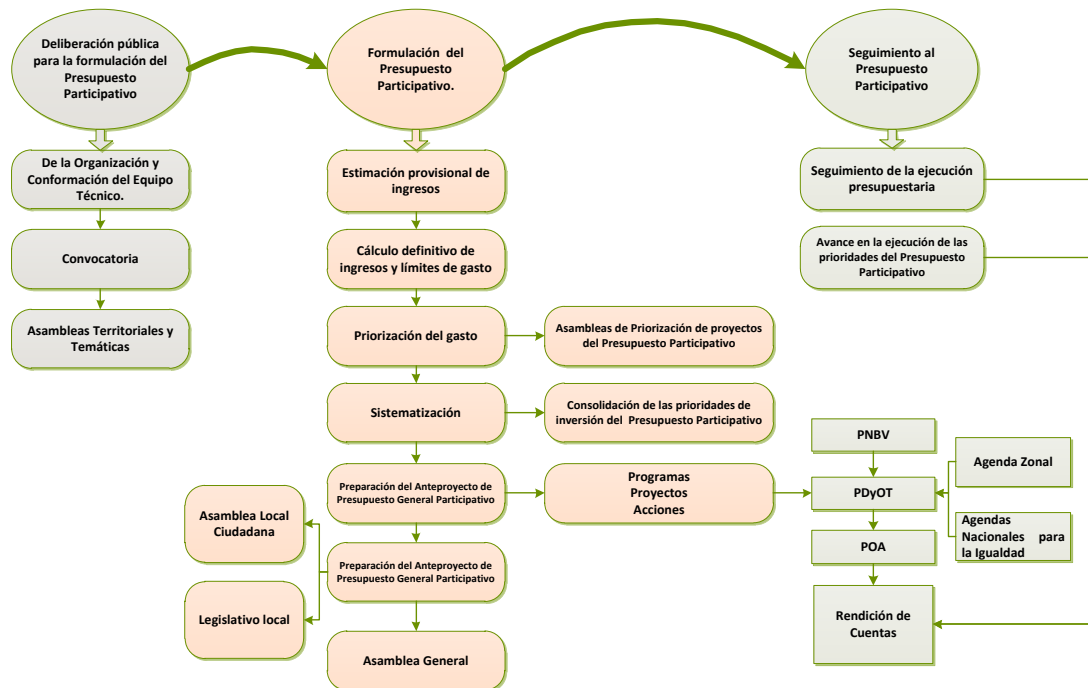 Deliberación pública
para la formulación del
Presupuesto
Participativo
De la Organización y
Conformación del Equipo
Técnico.
Convocatoria
Asambleas Territoriales y
Temáticas
Formulación del
Presupuesto
Participativo.
Estimación provisional de
ingresos
Cálculo definitivo de
ingresos y límites de gasto
Priorización del gasto
Asambleas de Priorización de proyectos
del Presupuesto Participativo
Sistematización
Consolidación de las prioridades de
inversión del Presupuesto Participativo
Preparación del Anteproyecto de
Presupuesto General Participativo
Programas
Proyectos
Acciones
Preparación del Anteproyecto de
Presupuesto General Participativo
Asamblea Local
Ciudadana
Legislativo local
Asamblea General
Seguimiento al
Presupuesto
Participativo
Seguimiento de la ejecución
presupuestaria
Avance en la ejecución de las
prioridades del Presupuesto
Participativo
PNBV
PDyOT
POA
Rendición de
Cuentas
Agenda Zonal
Agendas
Nacionales para
la Igualdad